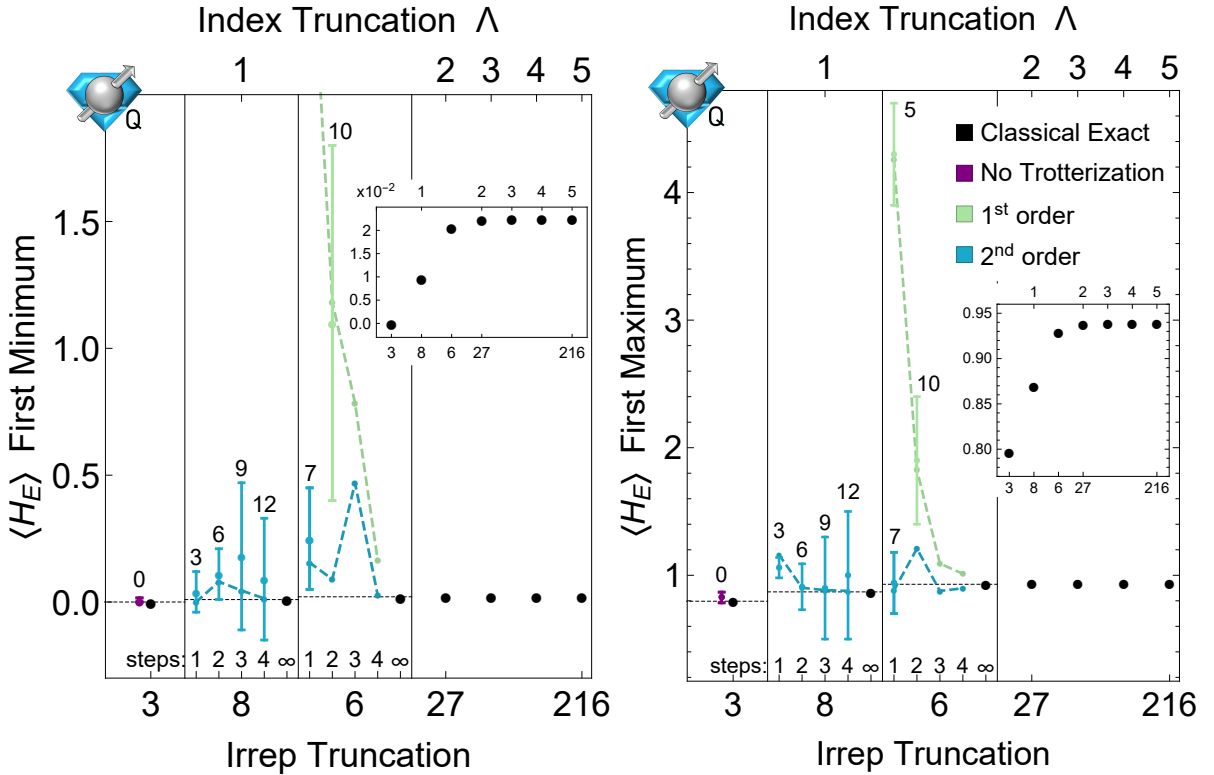 Index Truncation Λ
1 2 3 4 5
Q
⟨H_E⟩ First Minimum
1.5
1.0
0.5
0.0
10
x10⁻² 1 2 3 4 5
2.
1.5
1.
0.5
0.0
3 8 6 27 216
0
3
6
9
12
7
steps: 1 2 3 4 ∞ 1 2 3 4 ∞
3 8 6 27 216
Irrep Truncation
Index Truncation Λ
1 2 3 4 5
Q
⟨H_E⟩ First Maximum
4
3
2
1
5
10
Classical Exact
No Trotterization
1ˢᵗ order
2ⁿᵈ order
1 2 3 4 5
0.95
0.90
0.85
0.80
3 6 27 216
8
0
3
6
9
12
7
steps: 1 2 3 4 ∞ 1 2 3 4 ∞
3 8 6 27 216
Irrep Truncation